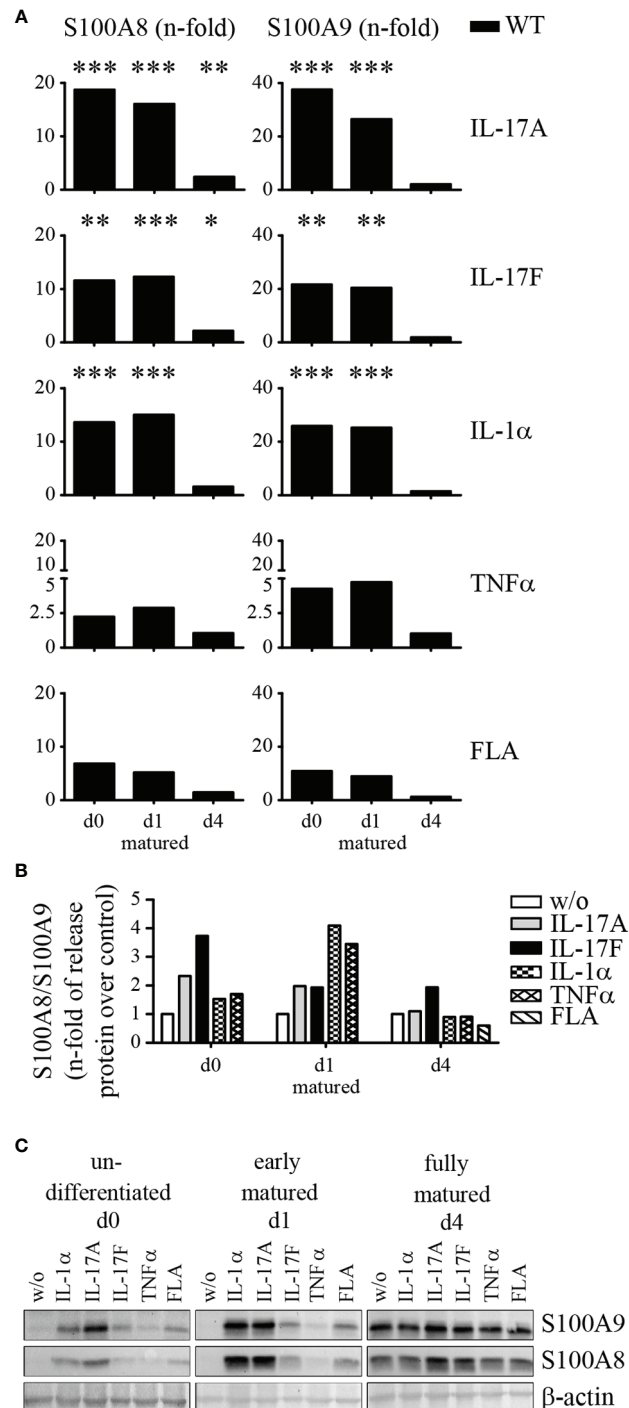 A
S100A8 (n-fold) S100A9 (n-fold) WT
*** *** ** *** ***
20 40
10 20 IL-17A
0 0
** *** * ** **
20 40
10 20 IL-17F
0 0
*** *** *** ***
20 40
10 20 IL-1α
0 0
20 40
10 20
5 5 TNFα
2.5 2.5
0 0
20 40
10 20 FLA
0 0
d0 d1 d4 d0 d1 d4
matured matured
B
S100A8/S100A9
(n-fold of release
protein over control)
5
4
3
2
1
0
d0 d1 d4
matured matured
w/o
IL-17A
IL-17F
IL-1α
TNFα
FLA
C
un-
differentiated
d0
early
matured
d1
fully
matured
d4
w/o IL-1α IL-17A IL-17F TNFα FLA w/o IL-1α IL-17A IL-17F TNFα FLA w/o IL-1α IL-17A IL-17F TNFα FLA
S100A9
S100A8
β-actin